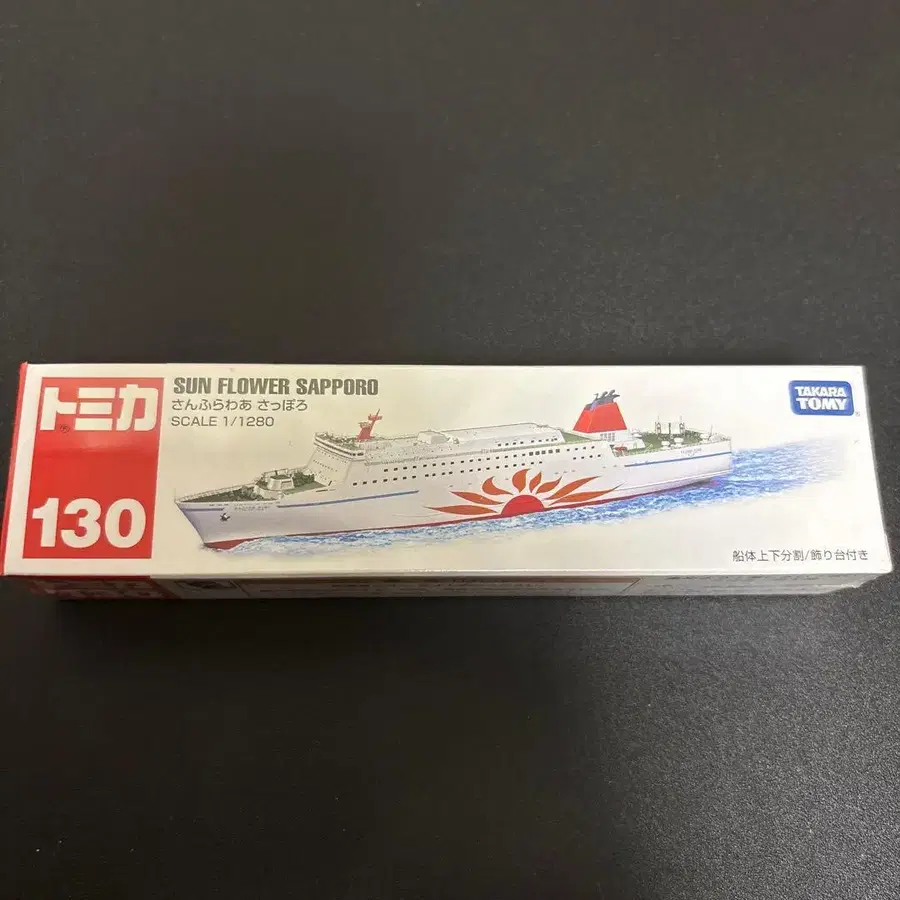 トミカ
130
SUN FLOWER SAPPORO
さんふらわあ さっぽろ
SCALE 1/1280
TAKARA
TOMY
船体上下分割/飾り台付き